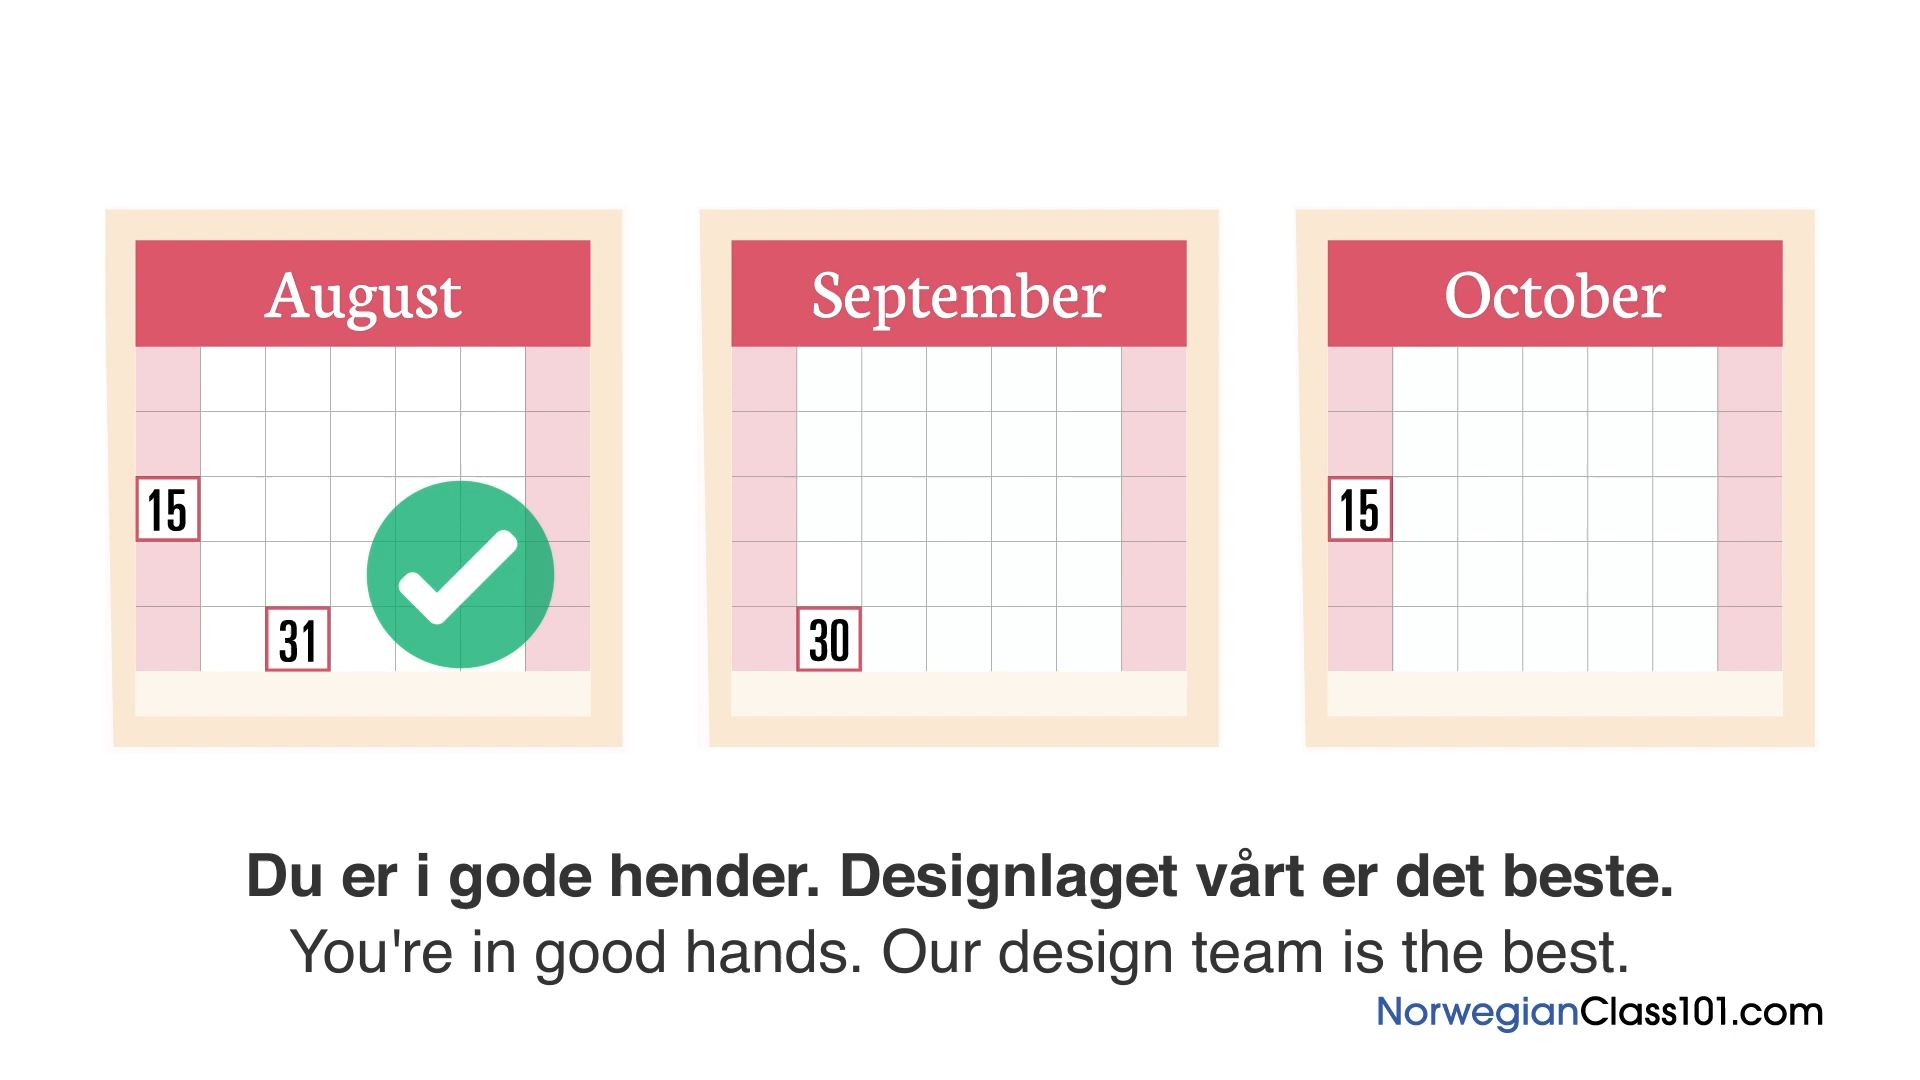 August
September
October
15
15
31
30
Du er i gode hender. Designlaget vårt er det beste.
You're in good hands. Our design team is the best.
NorwegianClass101.com